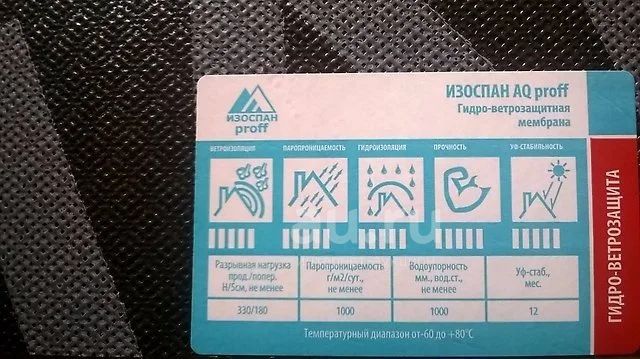 ИЗОСПАН
proff
ИЗОСПАН AQ proff
Гидро-ветрозащитная
мембрана
ВЕТРОИЗОЛЯЦИЯ
ПАРОПРОНИЦАЕМОСТЬ
ГИДРОИЗОЛЯЦИЯ
ПРОЧНОСТЬ
УФ-СТАБИЛЬНОСТЬ
ГИДРО-ВЕТРОЗАЩИТА
au.ru
Разрывная нагрузка
прод./попер.
Н/5см, не менее
Паропроницаемость
г/м2/сут.,
не менее
Водоупорность
мм., вод.ст.,
не менее
Уф-стаб.,
мес.
330/180
1000
1000
12
Температурный диапазон от-60 до +80°С